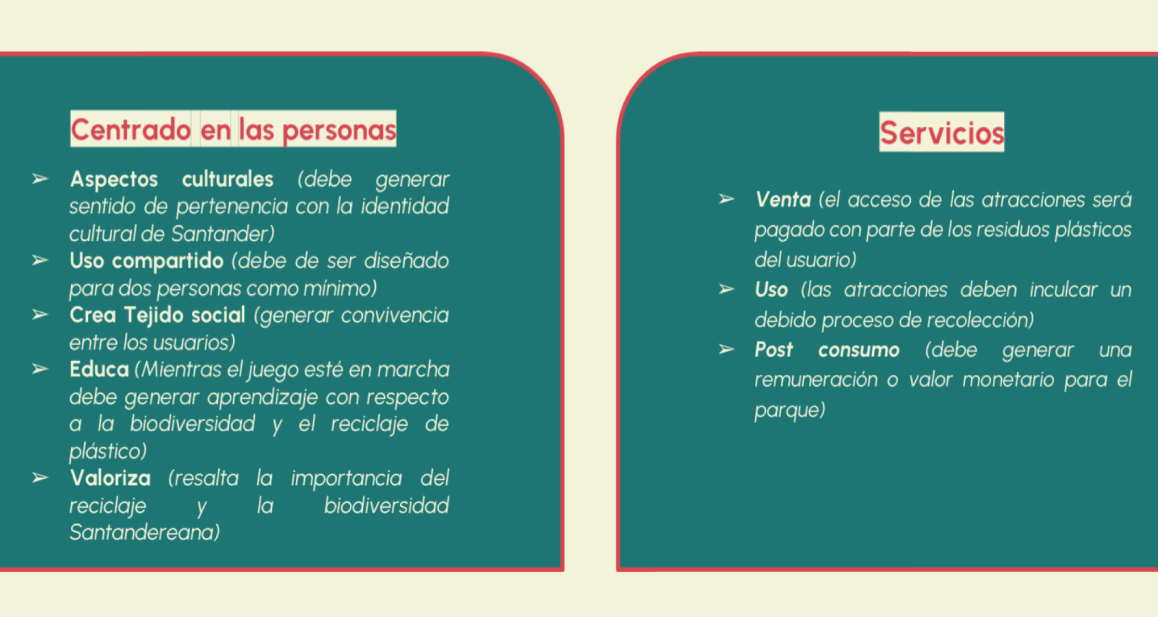 Centrado en las personas
➢ Aspectos culturales (debe generar
sentido de pertenencia con la identidad
cultural de Santander)
➢ Uso compartido (debe de ser diseñado
para dos personas como mínimo)
➢ Crea Tejido social (generar convivencia
entre los usuarios)
➢ Educa (Mientras el juego esté en marcha
debe generar aprendizaje con respecto
a la biodiversidad y el reciclaje de
plástico)
➢ Valoriza (resalta la importancia del
reciclaje y la biodiversidad
Santandereana)
Servicios
➢ Venta (el acceso de las atracciones será
pagado con parte de los residuos plásticos
del usuario)
➢ Uso (las atracciones deben inculcar un
debido proceso de recolección)
➢ Post consumo (debe generar una
remuneración o valor monetario para el
parque)